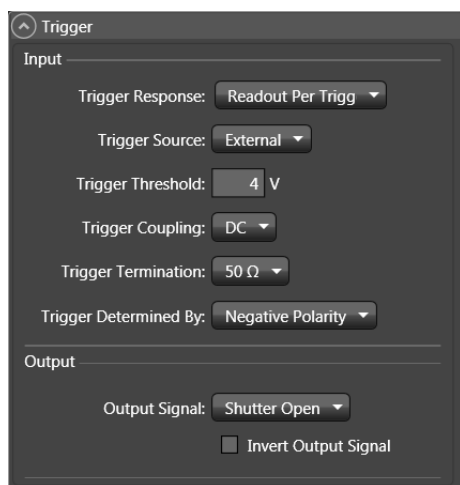 Trigger
Input
Trigger Response: Readout Per Trigg
Trigger Source: External
Trigger Threshold: 4 V
Trigger Coupling: DC
Trigger Termination: 50 Ω
Trigger Determined By: Negative Polarity
Output
Output Signal: Shutter Open
Invert Output Signal